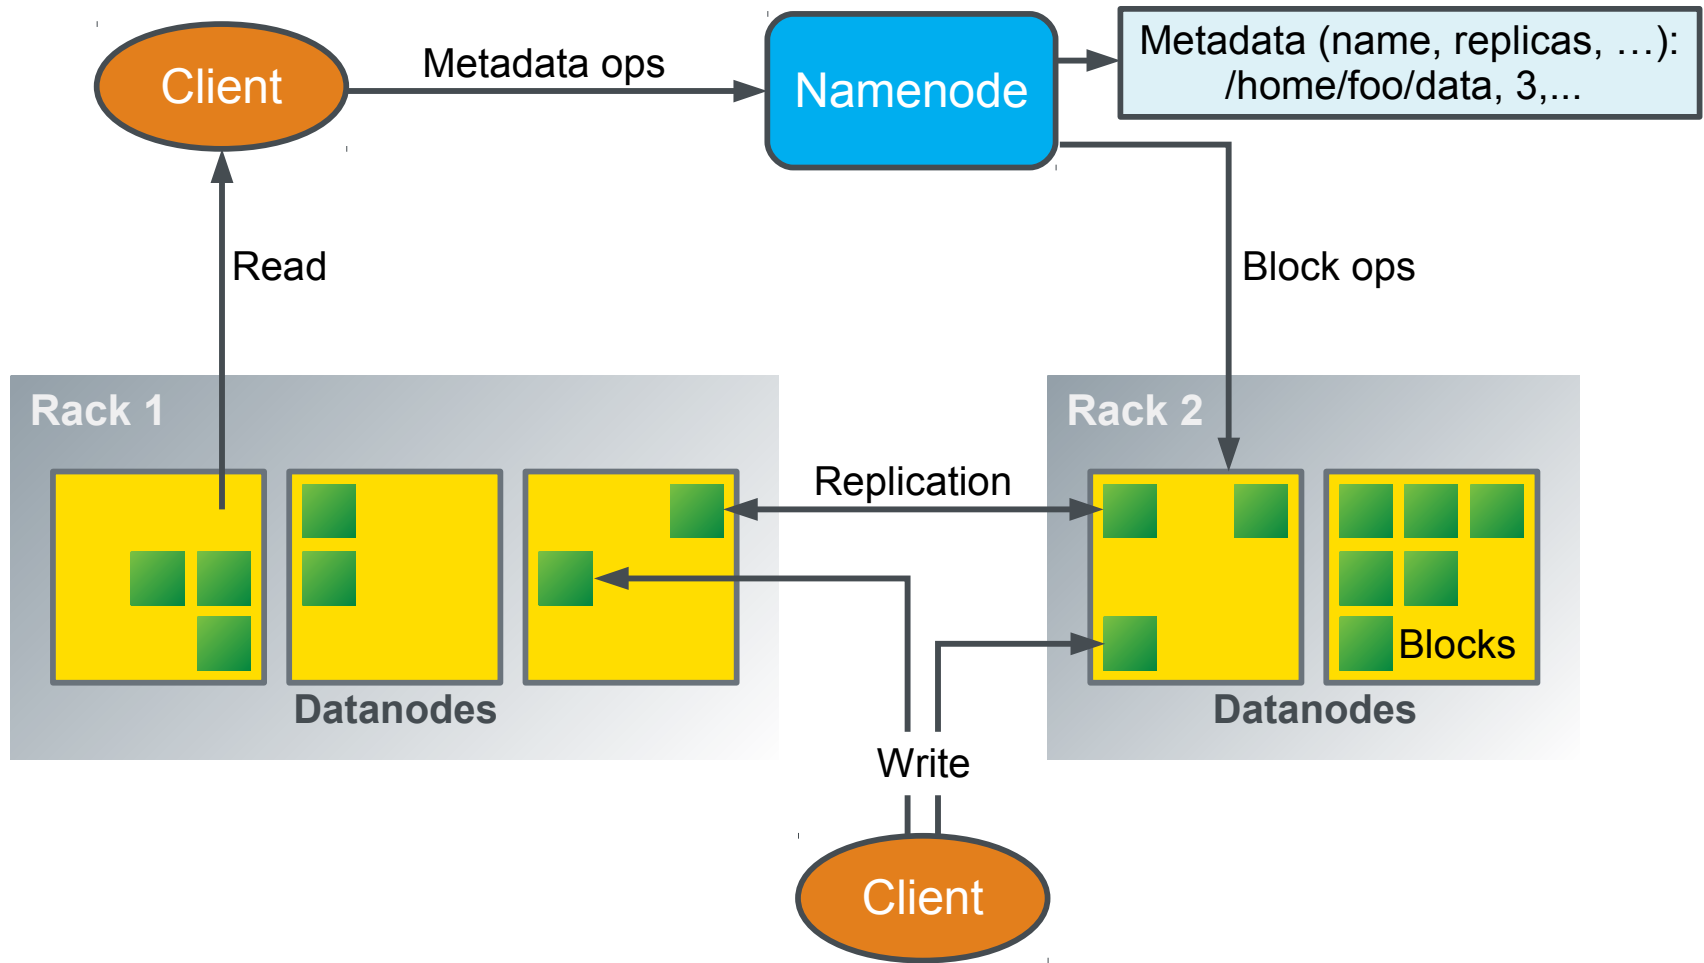 Client
Metadata ops
Namenode
Metadata (name, replicas, …):
/home/foo/data, 3,...
Read
Block ops
Rack 1
Rack 2
Replication
Blocks
Datanodes
Datanodes
Write
Client